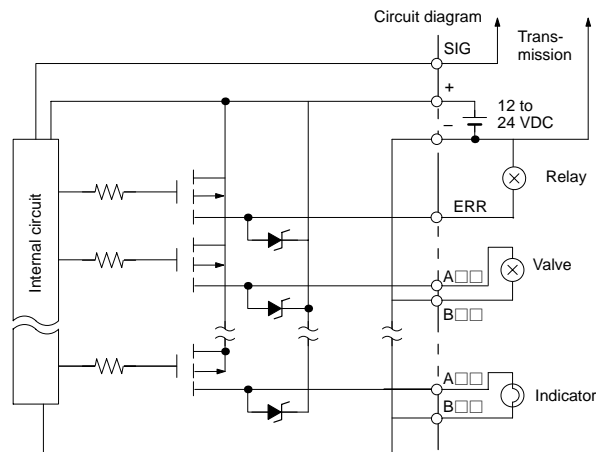 Circuit diagram
SIG
Trans-
mission
+
–
12 to
24 VDC
Relay
ERR
Internal circuit
A□□
Valve
B□□
A□□
B□□
Indicator